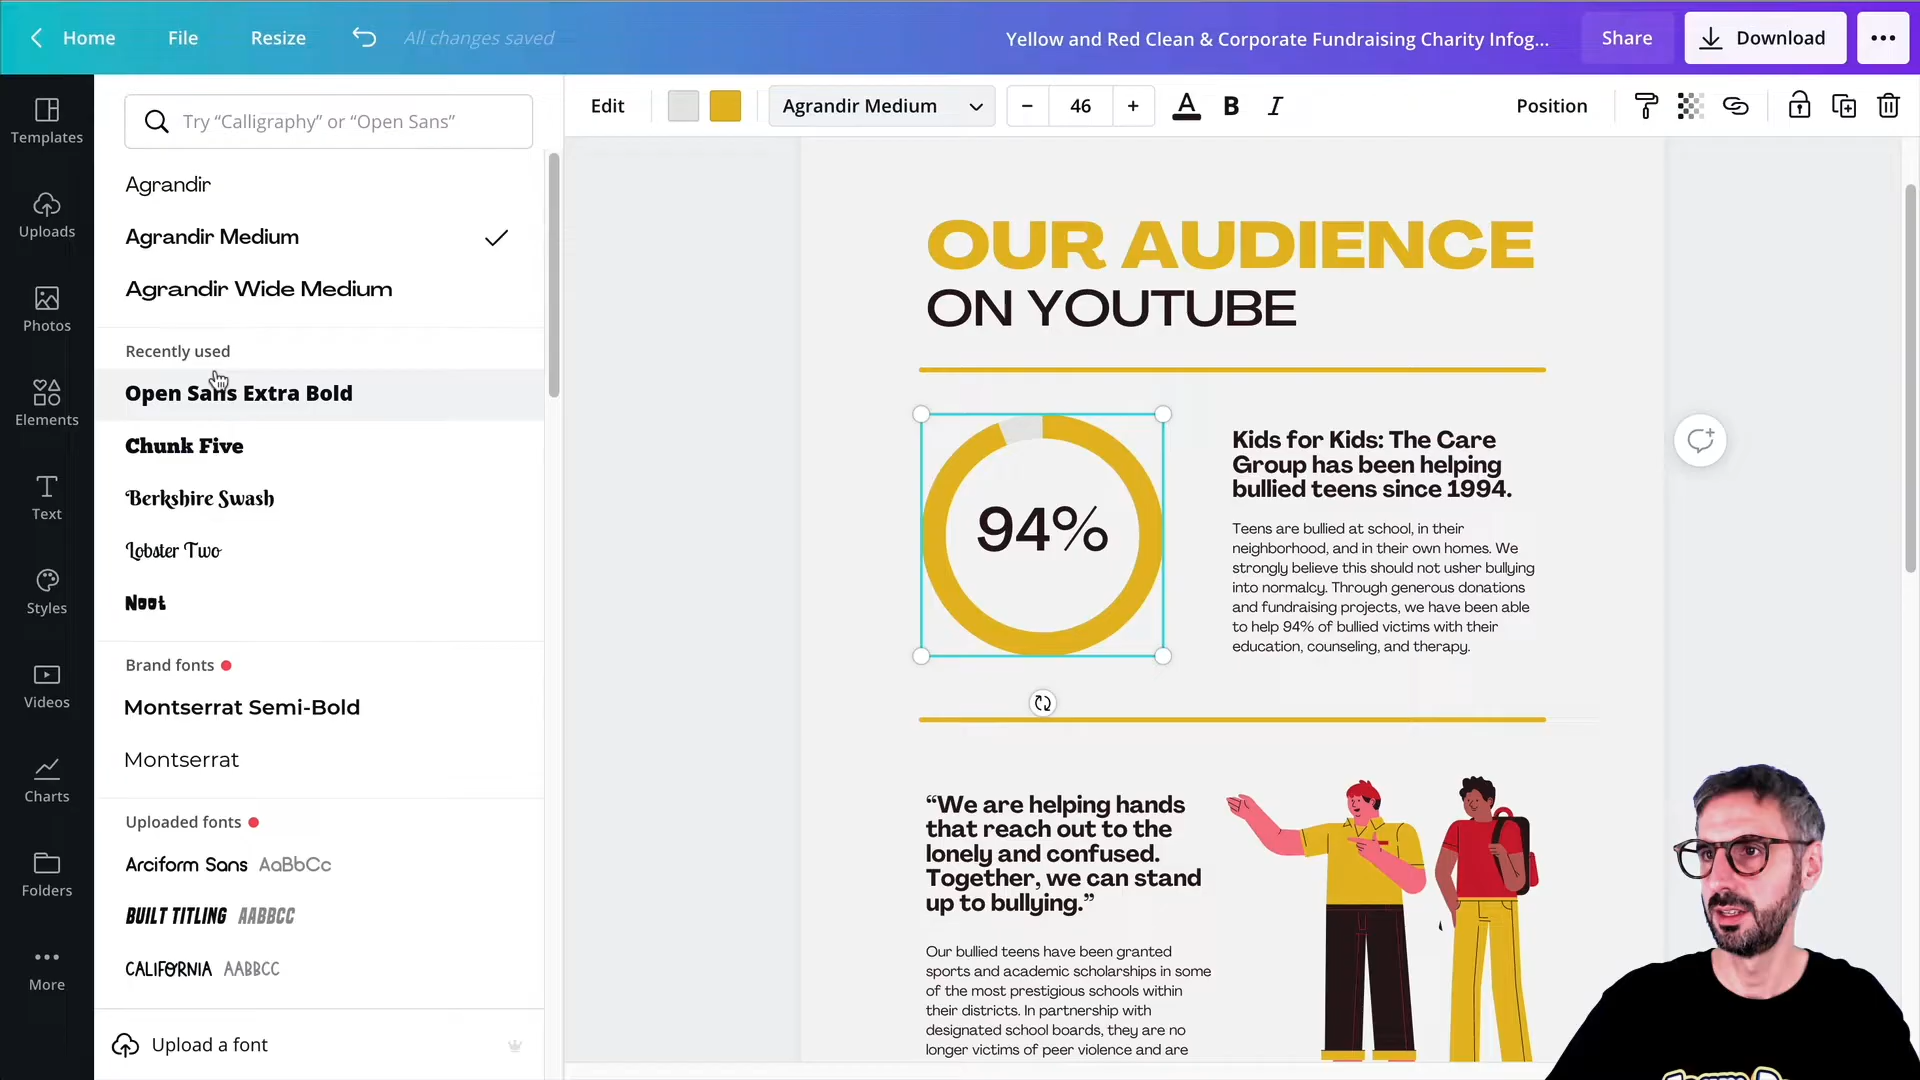 Home
File
Resize
All changes saved
Yellow and Red Clean & Corporate Fundraising Charity Infog...
Share
Download
Templates
Uploads
Photos
Elements
Text
Styles
Videos
Charts
Folders
More
Try “Calligraphy” or “Open Sans”
Agrandir
Agrandir Medium
Agrandir Wide Medium
Recently used
Open Sans Extra Bold
Chunk Five
Berkshire Swash
Lobster Two
Noot
Brand fonts
Montserrat Semi-Bold
Montserrat
Uploaded fonts
Arciform Sans AaBbCc
BUILT TITLING AABBCC
CALIFORNIA AABBCC
Upload a font
Edit
Agrandir Medium
– 46 +
A B I
Position
OUR AUDIENCE
ON YOUTUBE
94%
Kids for Kids: The Care
Group has been helping
bullied teens since 1994.
Teens are bullied at school, in their
neighborhood, and in their own homes. We
strongly believe this should not usher bullying
into normalcy. Through generous donations
and fundraising projects, we have been able
to help 94% of bullied victims with their
education, counseling, and therapy.
“We are helping hands
that reach out to the
lonely and confused.
Together, we can stand
up to bullying.”
Our bullied teens have been granted
sports and academic scholarships in some
of the most prestigious schools within
their districts. In partnership with
designated school boards, they are no
longer victims of peer violence and are